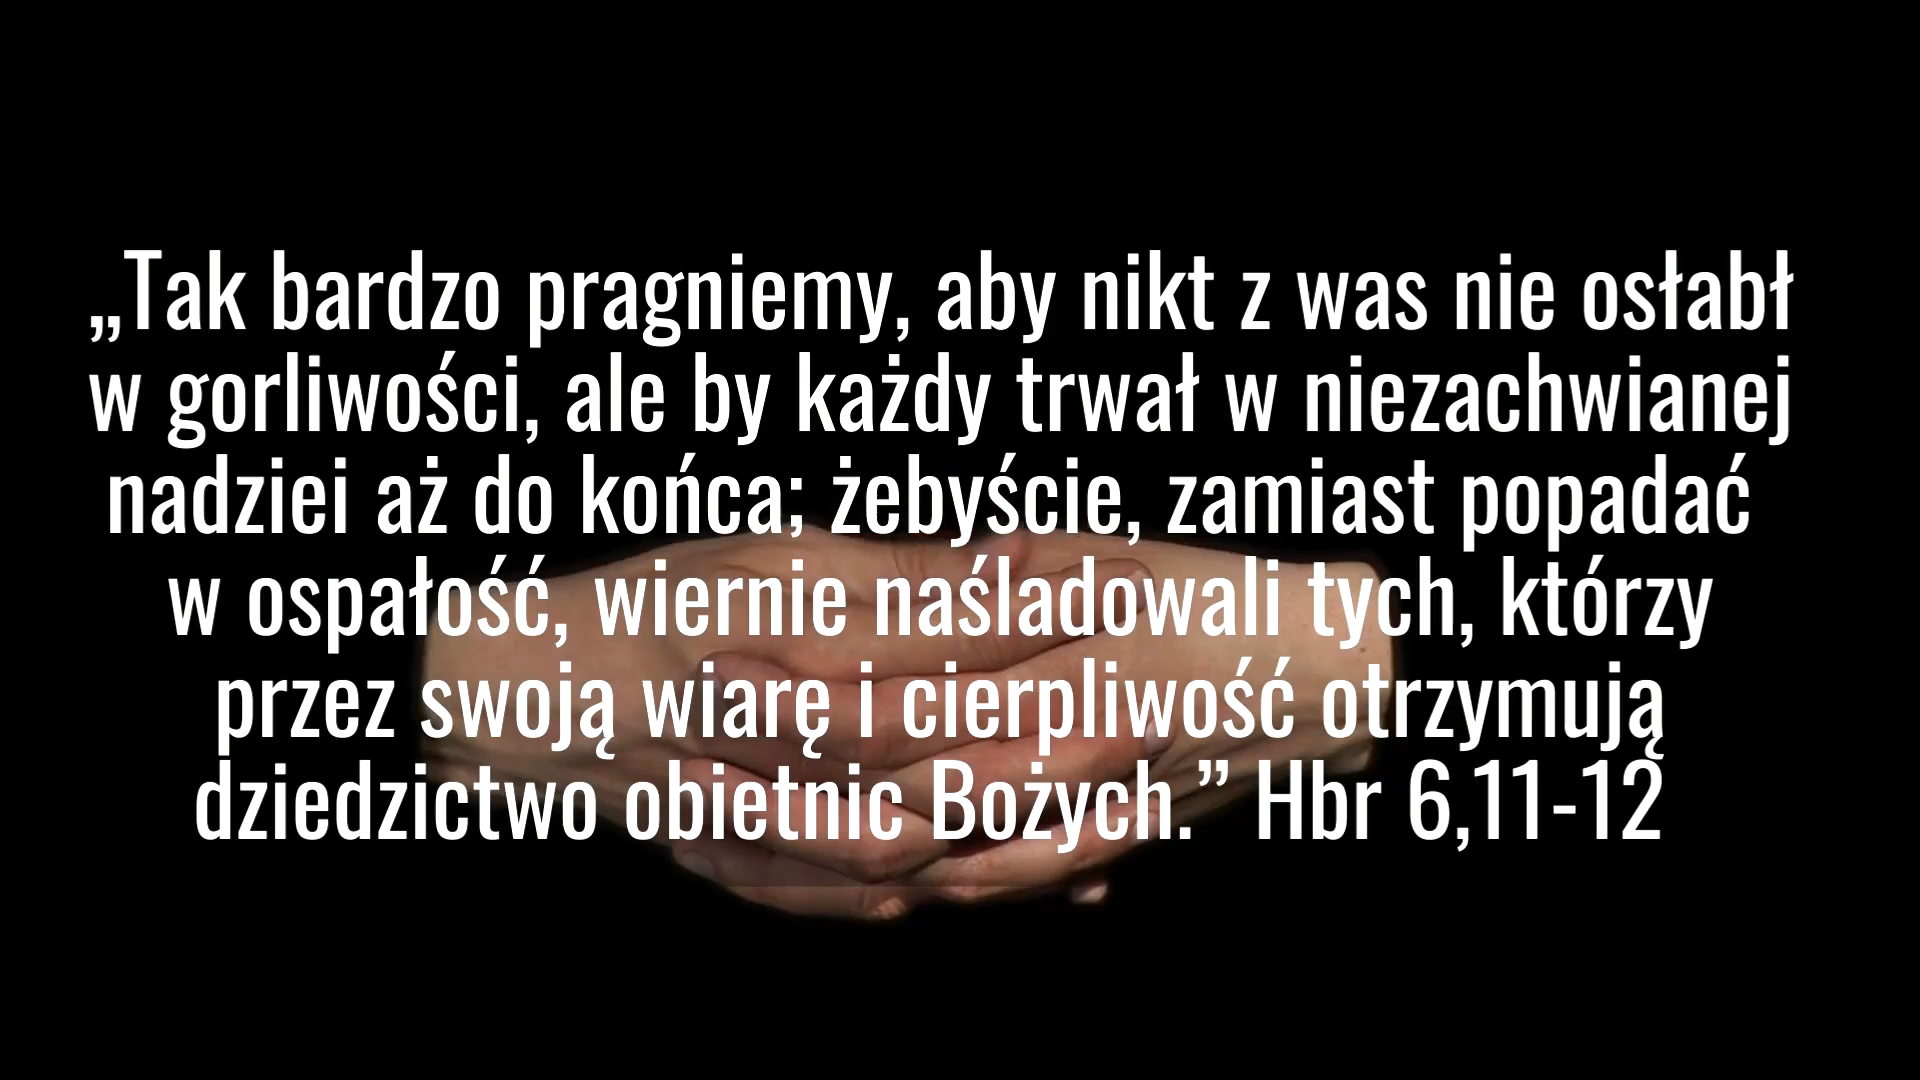 „Tak bardzo pragniemy, aby nikt z was nie osłabł
w gorliwości, ale by każdy trwał w niezachwianej
nadziei aż do końca; żebyście, zamiast popadać
w ospałość, wiernie naśladowali tych, którzy
przez swoją wiarę i cierpliwość otrzymują
dziedzictwo obietnic Bożych.” Hbr 6,11-12